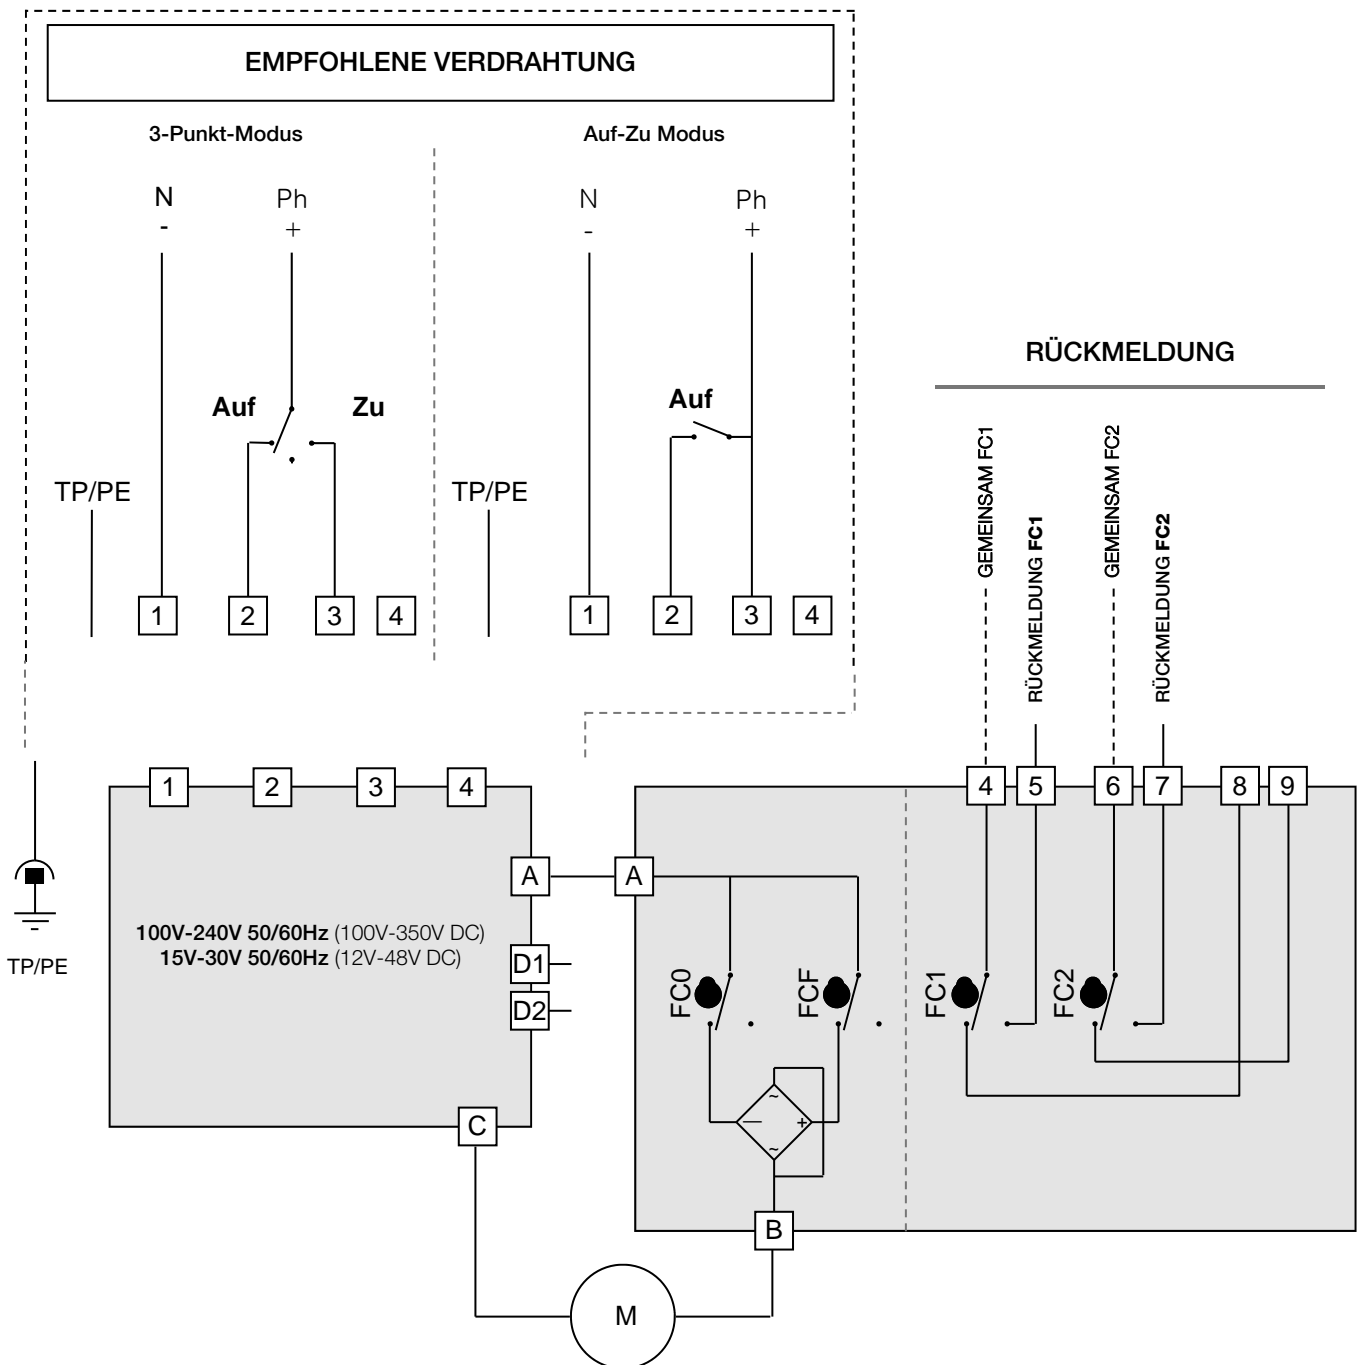 EMPFOHLENE VERDRAHTUNG
3-Punkt-Modus
Auf-Zu Modus
N
-
Ph
+
N
-
Ph
+
Auf
Zu
Auf
TP/PE
TP/PE
1
2
3
4
1
2
3
4
RÜCKMELDUNG
GEMEINSAM FC1
RÜCKMELDUNG FC1
GEMEINSAM FC2
RÜCKMELDUNG FC2
1
2
3
4
4
5
6
7
8
9
A
A
100V-240V 50/60Hz (100V-350V DC)
15V-30V 50/60Hz (12V-48V DC)
D1
D2
TP/PE
FC0
FCF
FC1
FC2
~
—
+
~
C
B
M